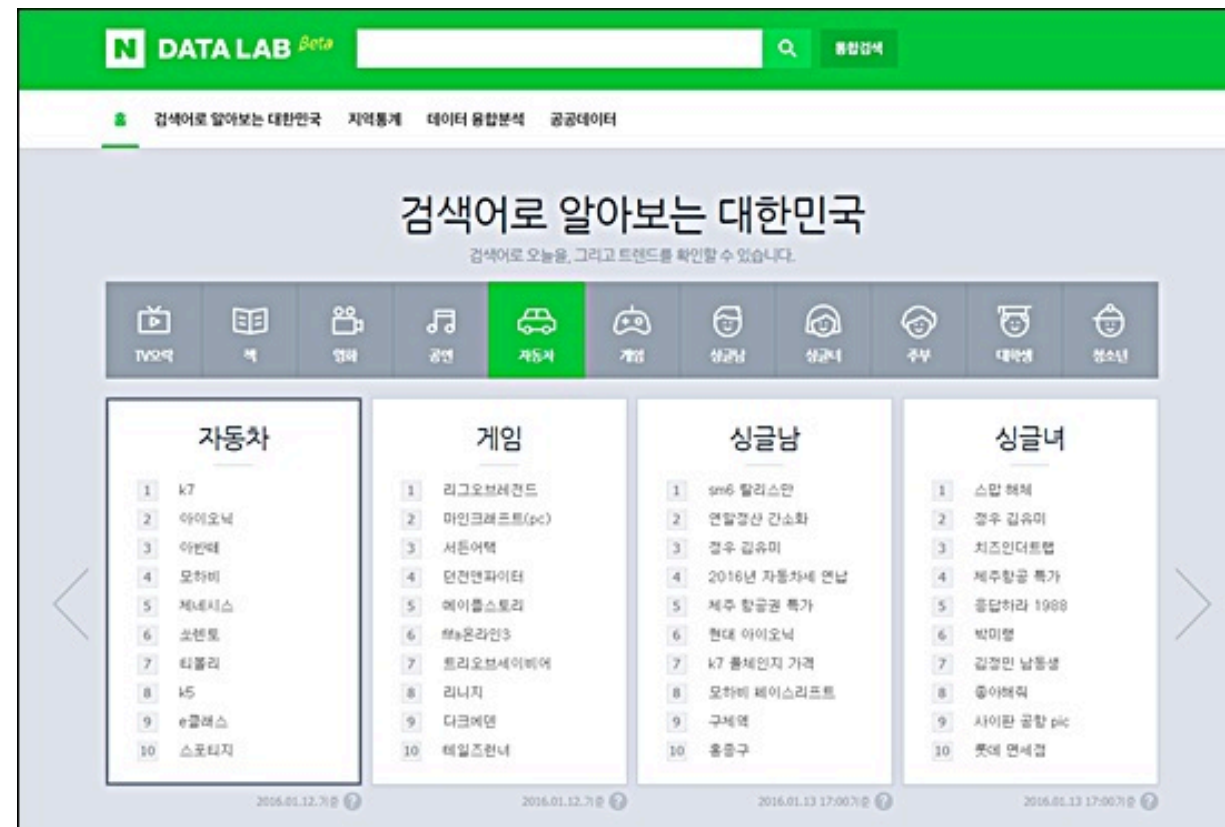 N DATA LAB Beta
통합검색
홈 검색어로 알아보는 대한민국 지역통계 데이터 융합분석 공공데이터
검색어로 알아보는 대한민국
검색어로 오늘을, 그리고 트렌드를 확인할 수 있습니다.
TV오락 책 영화 공연 자동차 게임 싱글남 싱글녀 주부 대학생 청소년
자동차
1 k7
2 아이오닉
3 아반떼
4 모하비
5 제네시스
6 쏘렌토
7 티볼리
8 k5
9 e클래스
10 스포티지
2016.01.12.기준
게임
1 리그오브레전드
2 마인크래프트(pc)
3 서든어택
4 던전앤파이터
5 메이플스토리
6 fifa온라인3
7 트리오브세이비어
8 리니지
9 다크에덴
10 테일즈런너
2016.01.12.기준
싱글남
1 sm6 탈리스만
2 연말정산 간소화
3 정우 김유미
4 2016년 자동차세 연납
5 제주 항공권 특가
6 현대 아이오닉
7 k7 풀체인지 가격
8 모하비 페이스리프트
9 구제역
10 홍종구
2016.01.13 17:00기준
싱글녀
1 스맙 해체
2 정우 김유미
3 치즈인더트랩
4 제주항공 특가
5 응답하라 1988
6 박미행
7 김정민 남동생
8 좋아해줘
9 사이판 공항 pic
10 롯데 면세점
2016.01.13 17:00기준